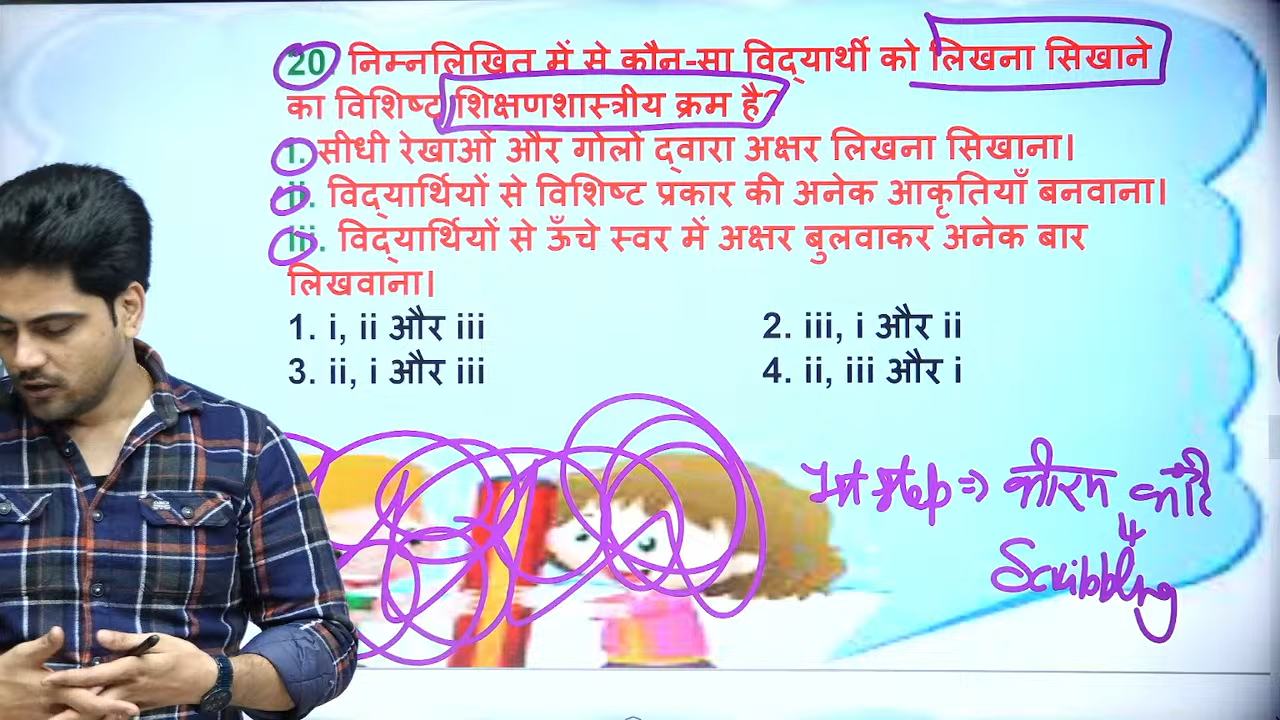 20. निम्नलिखित में से कौन-सा विद्यार्थी को लिखना सिखाने
का विशिष्ट शिक्षणशास्त्रीय क्रम है?
i. सीधी रेखाओं और गोलों द्वारा अक्षर लिखना सिखाना।
ii. विद्यार्थियों से विशिष्ट प्रकार की अनेक आकृतियाँ बनवाना।
iii. विद्यार्थियों से ऊँचे स्वर में अक्षर बुलवाकर अनेक बार
लिखवाना।
1. i, ii और iii 2. iii, i और ii
3. ii, i और iii 4. ii, iii और i
1st step ⇒
Scribbling